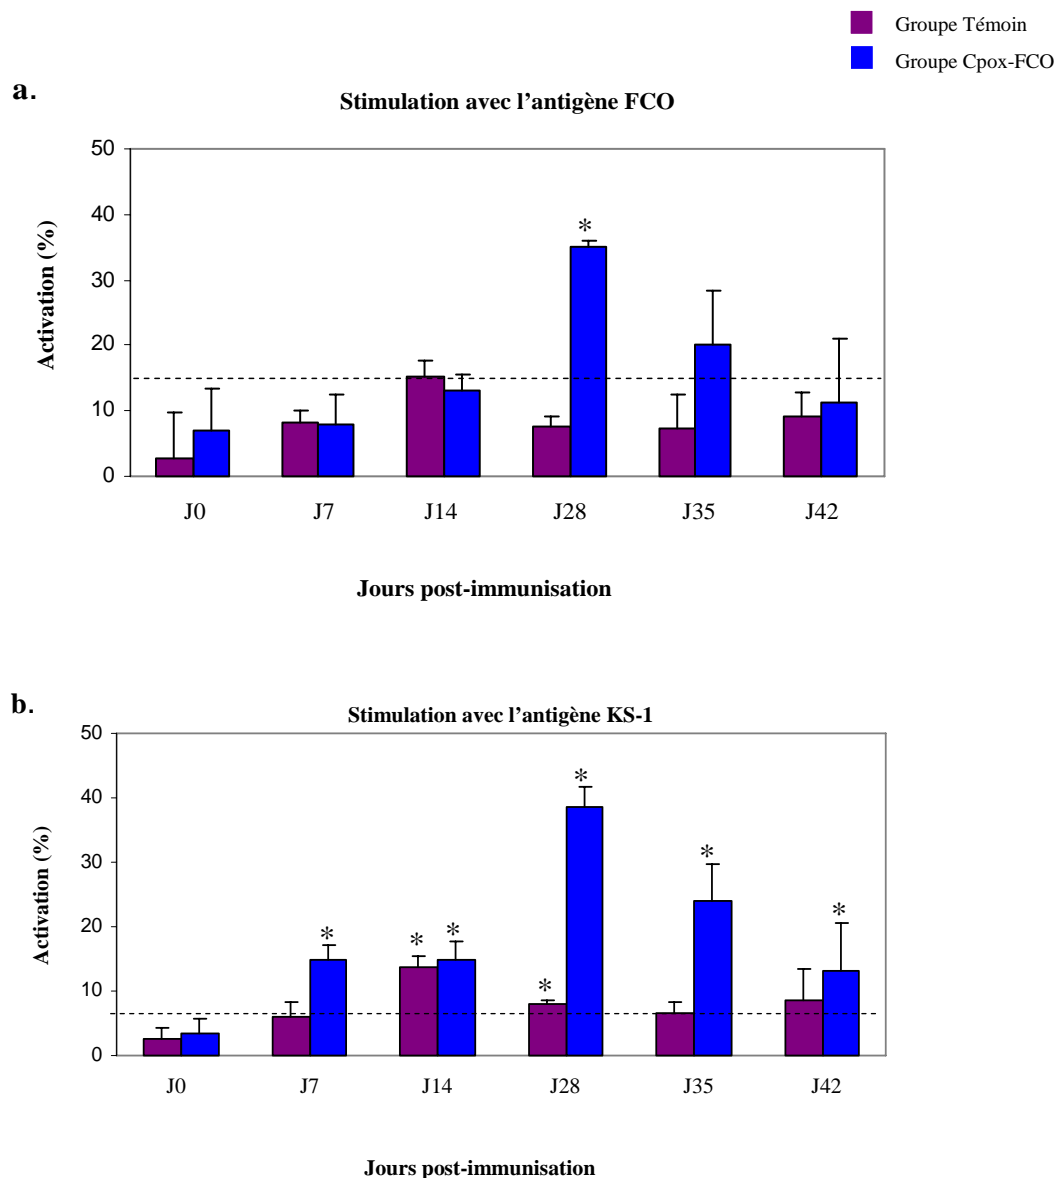 Groupe Témoin
Groupe Cpox-FCO
a.
Stimulation avec l’antigène FCO
50
40
30
20
10
0
Activation (%)
*
J0 J7 J14 J28 J35 J42
Jours post-immunisation
b.
Stimulation avec l’antigène KS-1
50
40
30
20
10
0
Activation (%)
* * * * * * *
J0 J7 J14 J28 J35 J42
Jours post-immunisation